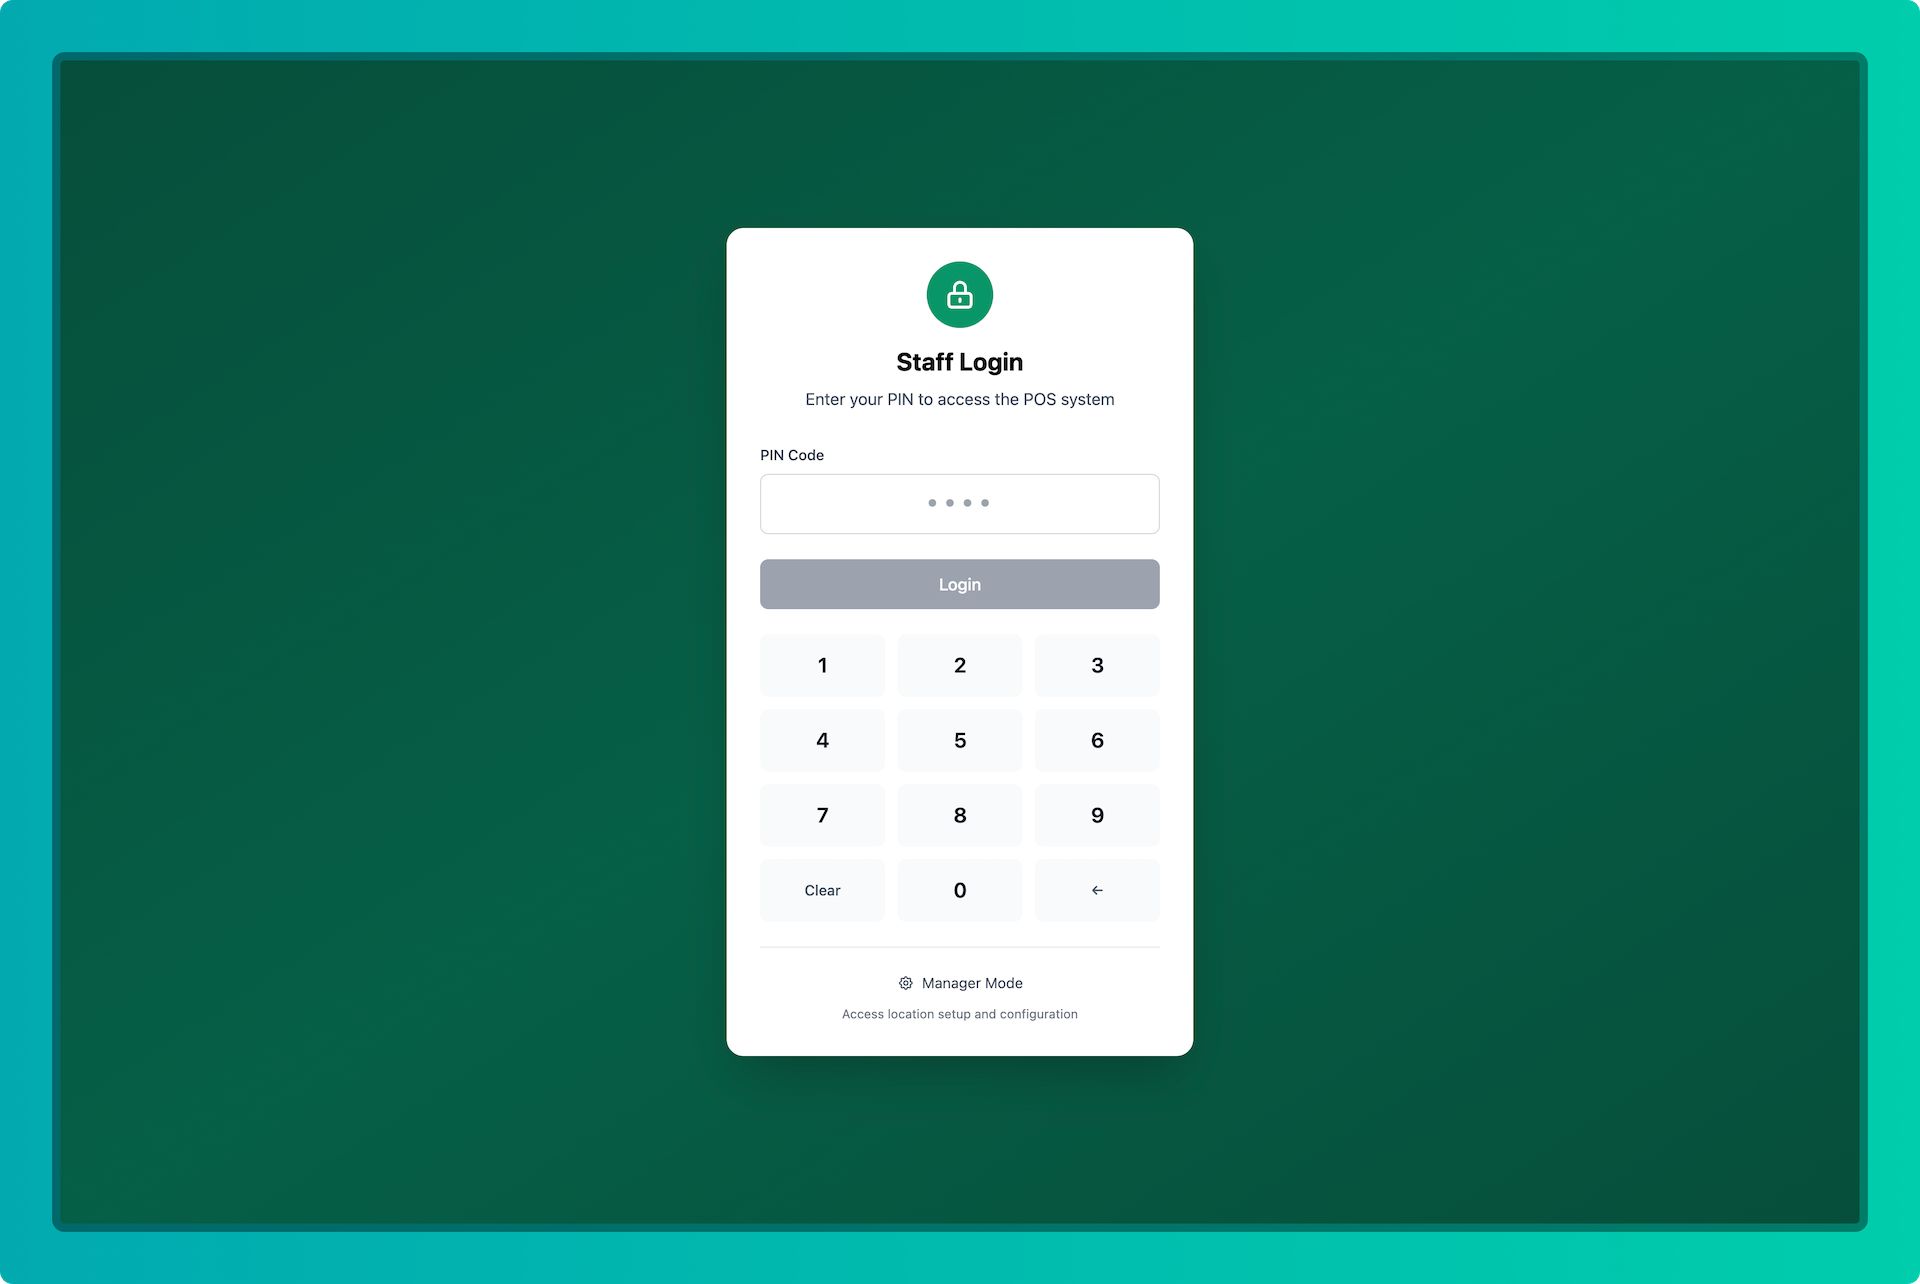 Staff Login
Enter your PIN to access the POS system
PIN Code
••••
Login
1 2 3
4 5 6
7 8 9
Clear 0 ←
Manager Mode
Access location setup and configuration